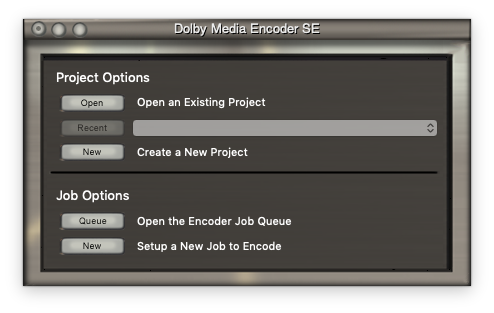 Dolby Media Encoder SE
Project Options
Open Open an Existing Project
Recent
New Create a New Project
Job Options
Queue Open the Encoder Job Queue
New Setup a New Job to Encode